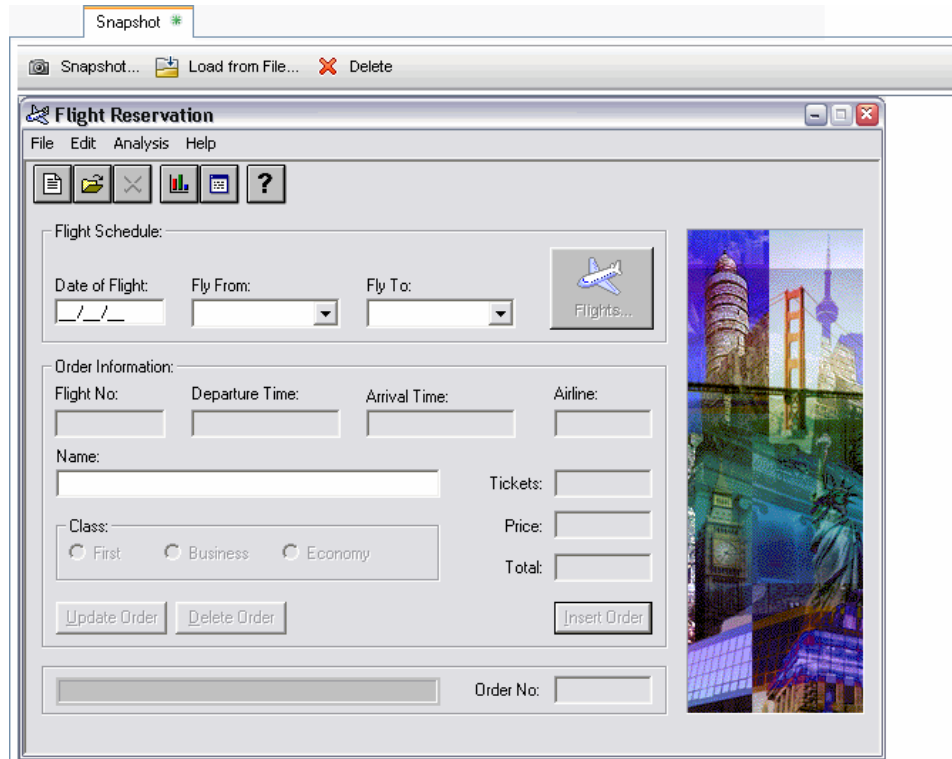 Snapshot *
Snapshot... Load from File... Delete
Flight Reservation
File Edit Analysis Help
?
Flight Schedule:
Date of Flight: Fly From: Fly To:
__/__/__
Flights...
Order Information:
Flight No: Departure Time: Arrival Time: Airline:
Name:
Tickets:
Class:
First Business Economy
Price:
Total:
Update Order Delete Order Insert Order
Order No: